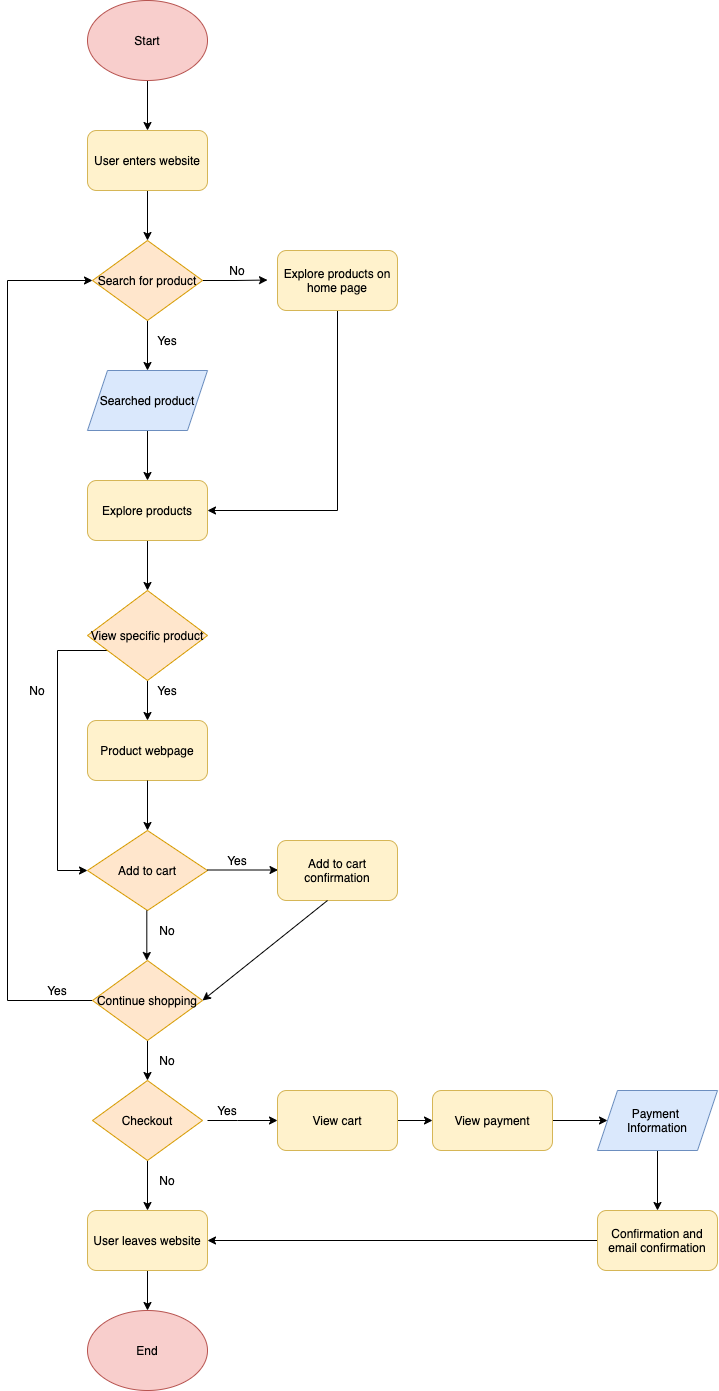 Start
User enters website
Search for product
No
Explore products on
home page
Yes
Searched product
Explore products
View specific product
No
Yes
Product webpage
Add to cart
Yes
Add to cart
confirmation
No
Continue shopping
Yes
No
Checkout
Yes
View cart
View payment
Payment
Information
No
User leaves website
Confirmation and
email confirmation
End